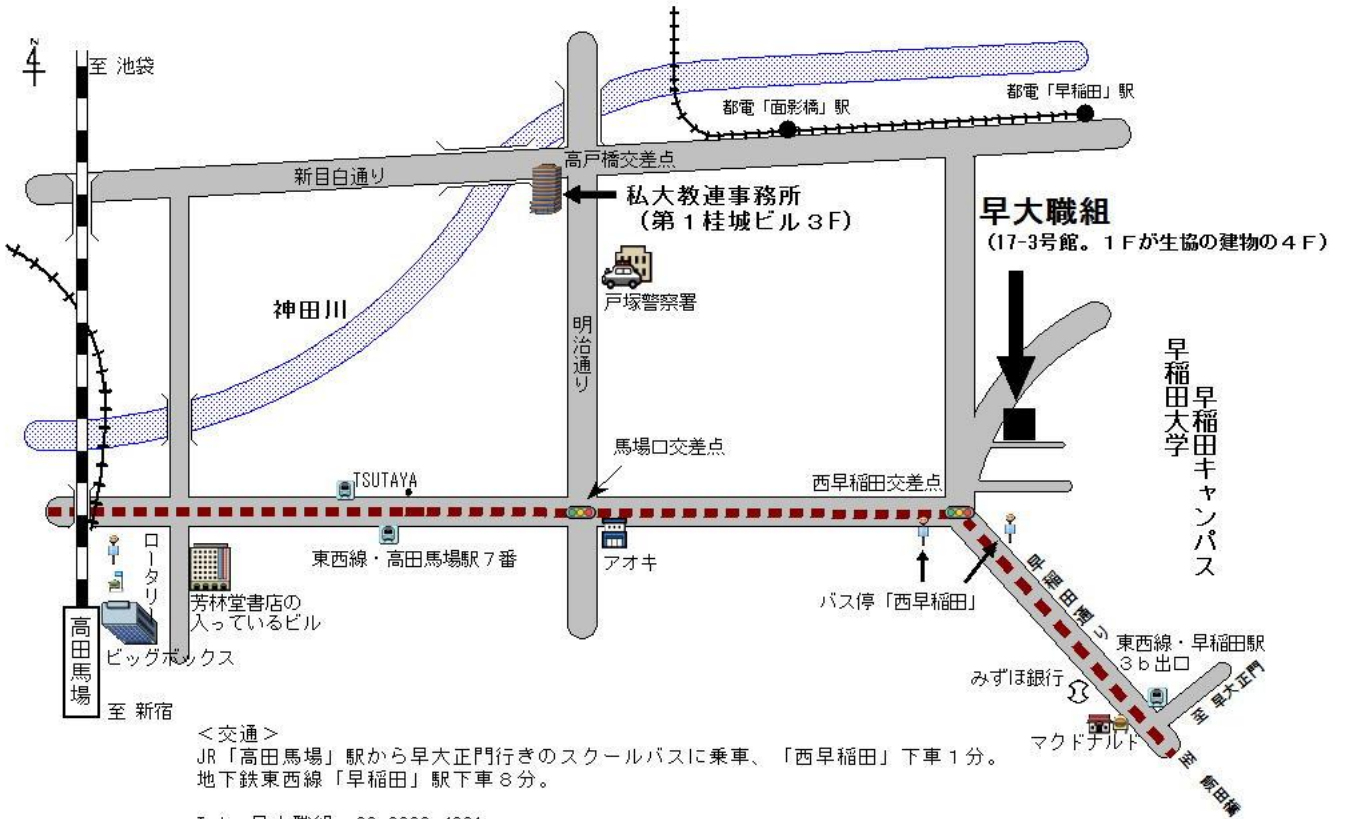 N
至 池袋
都電「面影橋」駅
都電「早稲田」駅
高戸橋交差点
新目白通り
私大教連事務所
(第1桂城ビル3F)
早大職組
(17-3号館。1Fが生協の建物の4F)
戸塚警察署
神田川
明治通り
早稲田大学
早稲田キャンパス
馬場口交差点
TSUTAYA
西早稲田交差点
ロータリー
東西線・高田馬場駅7番
アオキ
芳林堂書店の
入っているビル
バス停「西早稲田」
早稲田通り
高田馬場
ビッグボックス
東西線・早稲田駅
3b出口
みずほ銀行
至 早大正門
マクドナルド
至 新宿
至 飯田橋
<交通>
JR「高田馬場」駅から早大正門行きのスクールバスに乗車、「西早稲田」下車1分。
地下鉄東西線「早稲田」駅下車8分。